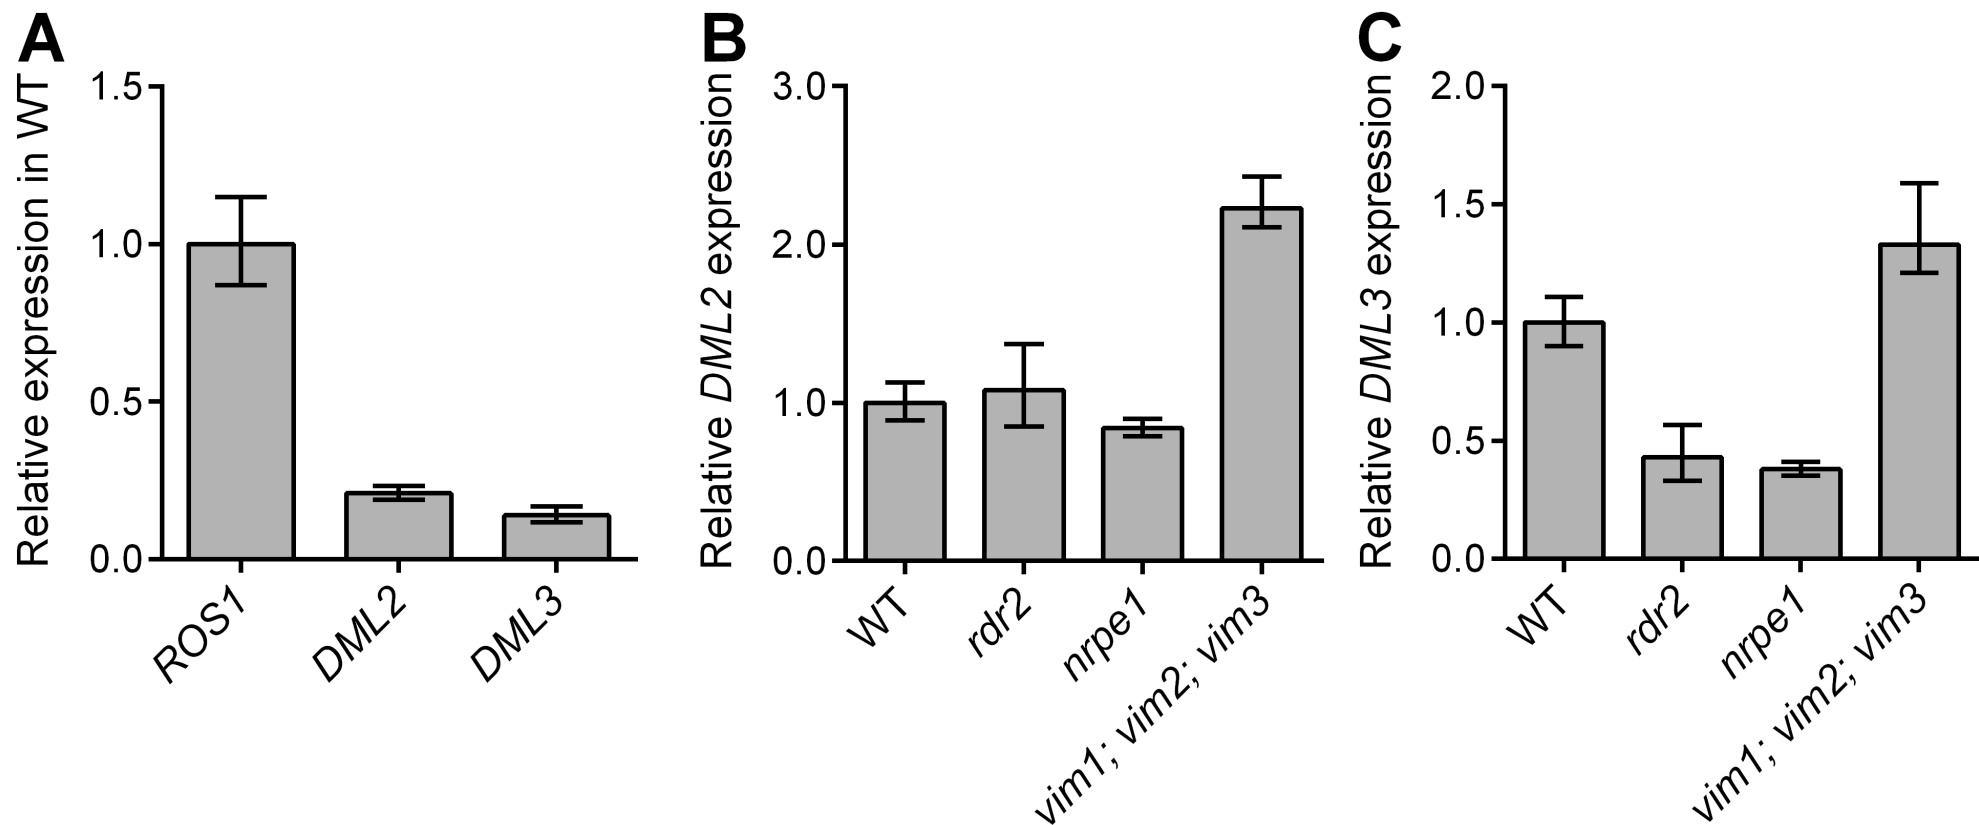 A
Relative expression in WT
1.5
1.0
0.5
0.0
ROS1
DML2
DML3
B
Relative DML2 expression
3.0
2.0
1.0
0.0
WT
rdr2
nrpe1
vim1; vim2; vim3
C
Relative DML3 expression
2.0
1.5
1.0
0.5
0.0
WT
rdr2
nrpe1
vim1; vim2; vim3